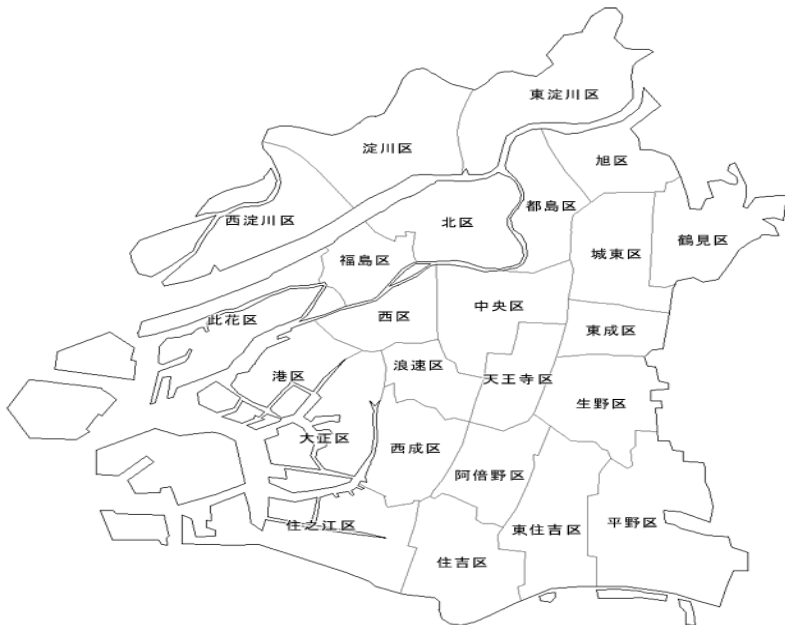 東淀川区
淀川区
旭区
西淀川区
北区
都島区
鶴見区
城東区
福島区
中央区
西区
此花区
東成区
浪速区
港区
天王寺区
生野区
大正区
西成区
阿倍野区
住之江区
東住吉区
平野区
住吉区